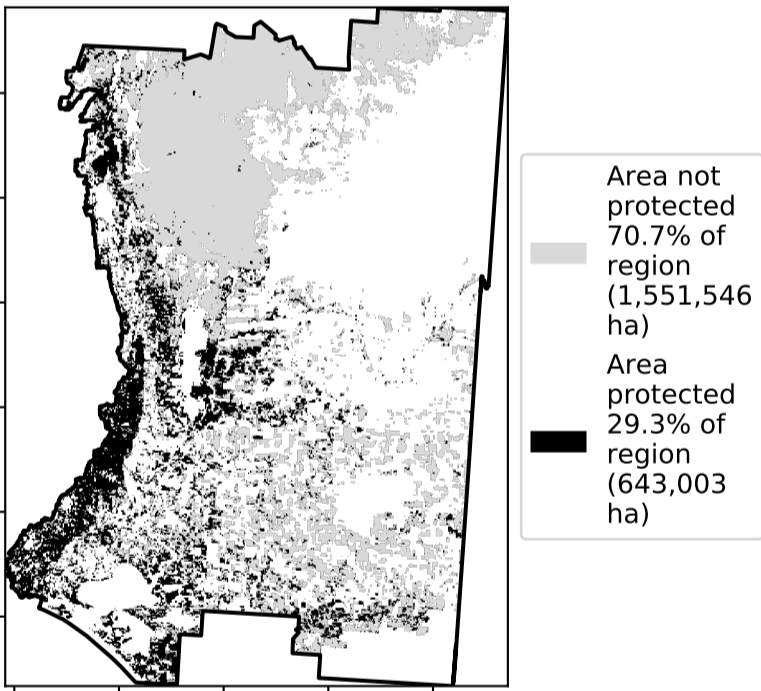 Area not
protected
70.7% of
region
(1,551,546
ha)
Area
protected
29.3% of
region
(643,003
ha)